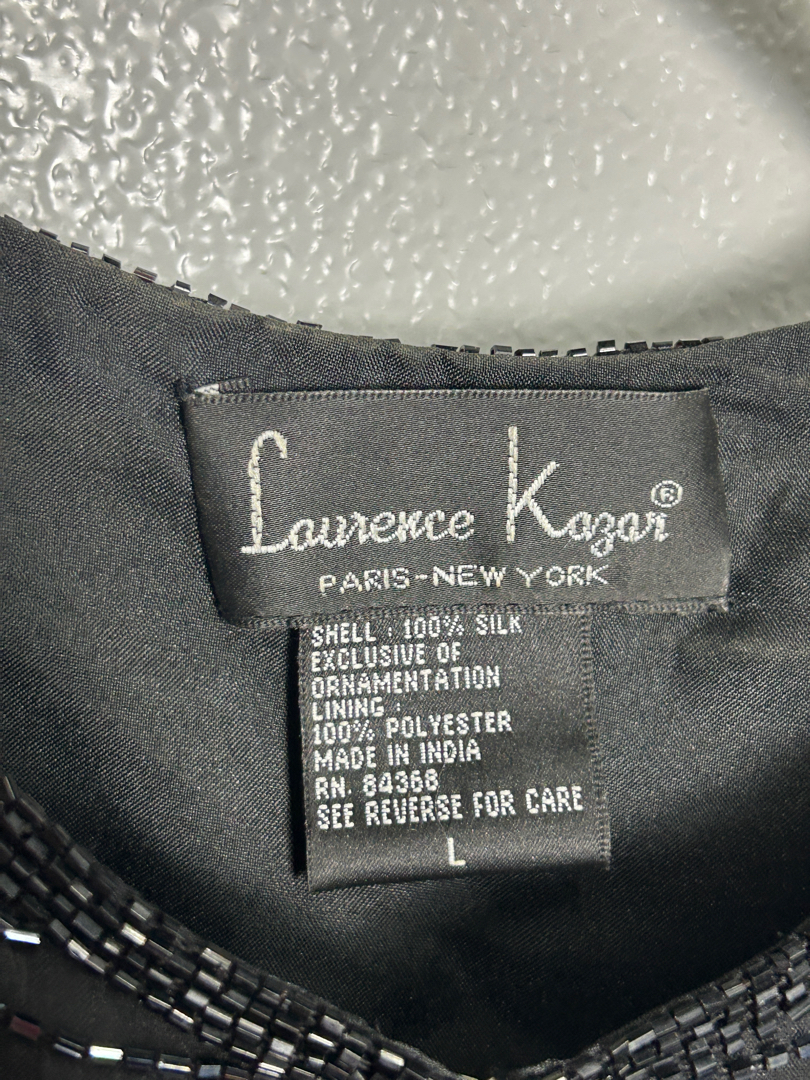 Laurence Kazar®
PARIS-NEW YORK
SHELL : 100% SILK
EXCLUSIVE OF
ORNAMENTATION
LINING :
100% POLYESTER
MADE IN INDIA
RN. 84368
SEE REVERSE FOR CARE
L